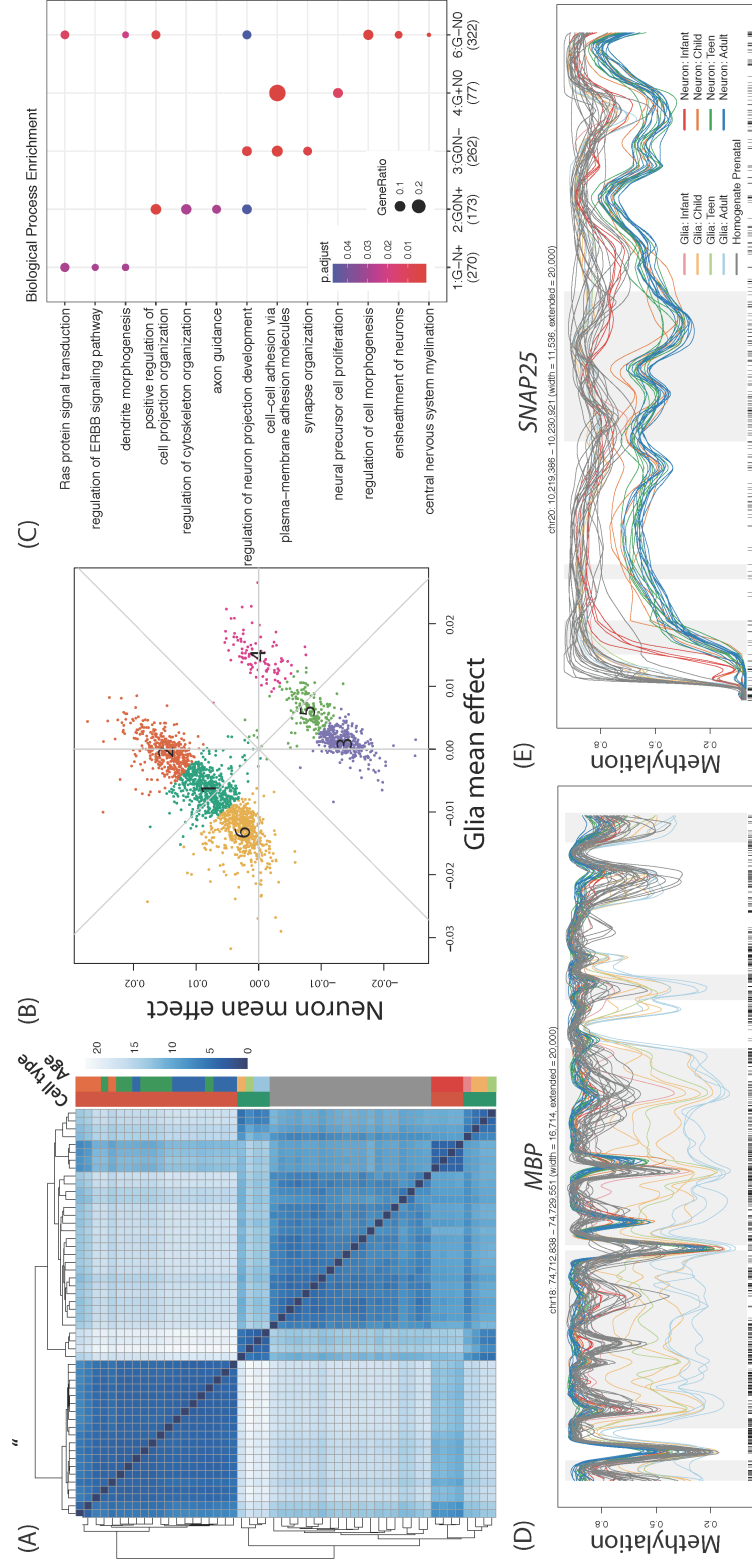 (A)
“
Cell type
Age
20
15
10
5
0
(B)
Neuron mean effect
0.02
0.01
0.00
−0.01
−0.02
1
2
3
4
5
6
−0.03
−0.02
−0.01
0.00
0.01
0.02
Glia mean effect
(C)
Biological Process Enrichment
Ras protein signal transduction
regulation of ERBB signaling pathway
dendrite morphogenesis
positive regulation of
cell projection organization
regulation of cytoskeleton organization
axon guidance
regulation of neuron projection development
cell−cell adhesion via
plasma−membrane adhesion molecules
synapse organization
neural precursor cell proliferation
regulation of cell morphogenesis
ensheathment of neurons
central nervous system myelination
p.adjust
0.04
0.03
0.02
0.01
GeneRatio
0.1
0.2
1:G−N+
(270)
2:G0N+
(173)
3:G0N−
(262)
4:G+N0
(77)
6:G−N0
(322)
(D)
MBP
chr18: 74,712,838 − 74,729,551 (width = 16,714, extended = 20,000)
Methylation
0.8
0.5
0.2
(E)
SNAP25
chr20: 10,219,386 − 10,230,921 (width = 11,536, extended = 20,000)
Methylation
0.8
0.5
0.2
Glia: Infant
Glia: Child
Glia: Teen
Glia: Adult
Homogenate Prenatal
Neuron: Infant
Neuron: Child
Neuron: Teen
Neuron: Adult